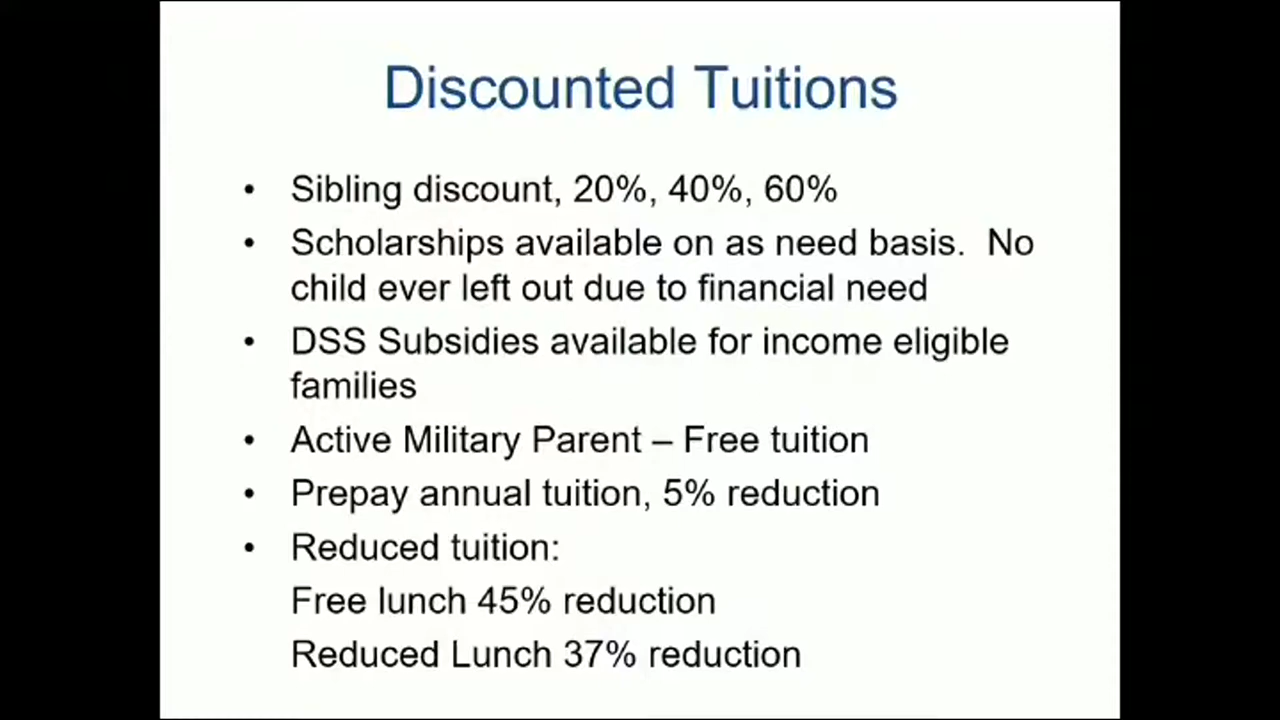 Discounted Tuitions
• Sibling discount, 20%, 40%, 60%
• Scholarships available on as need basis.  No
child ever left out due to financial need
• DSS Subsidies available for income eligible
families
• Active Military Parent – Free tuition
• Prepay annual tuition, 5% reduction
• Reduced tuition:
Free lunch 45% reduction
Reduced Lunch 37% reduction